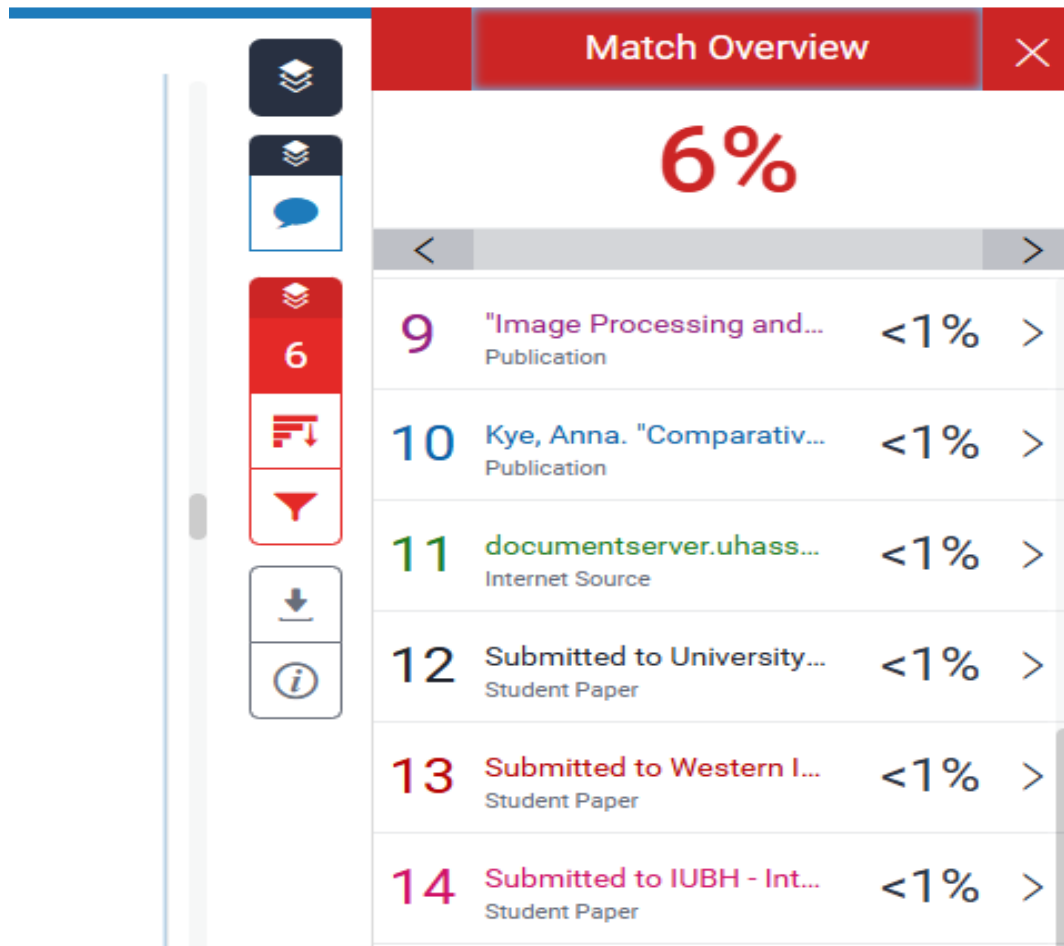 Match Overview
6%
6
9 "Image Processing and... <1%
Publication
10 Kye, Anna. "Comparativ... <1%
Publication
11 documentserver.uhass... <1%
Internet Source
12 Submitted to University... <1%
Student Paper
13 Submitted to Western I... <1%
Student Paper
14 Submitted to IUBH - Int... <1%
Student Paper